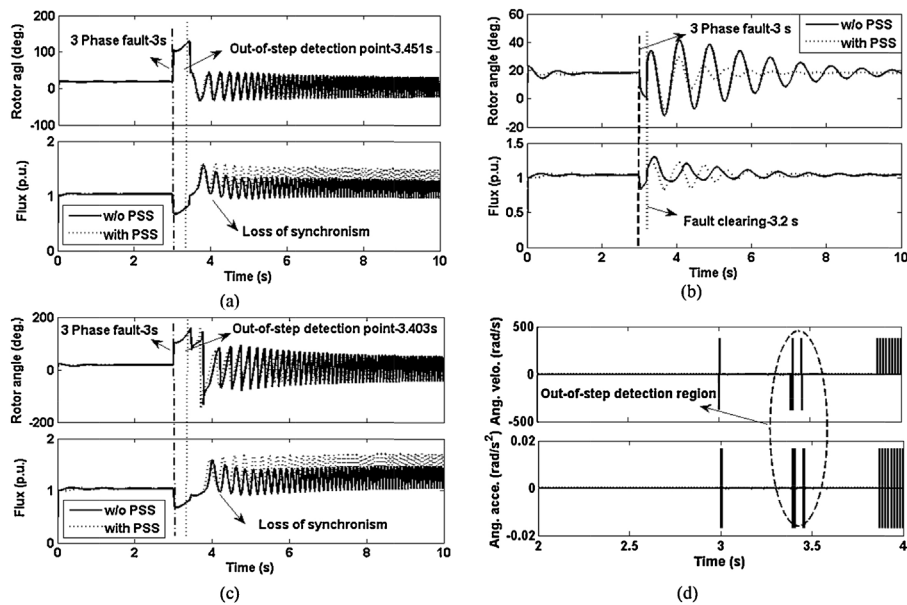 200
100
0
-100
Rotor agl (deg.)
3 Phase fault-3s
Out-of-step detection point-3.451s
2
1
0
Flux (p.u.)
w/o PSS
with PSS
Loss of synchronism
0 2 4 6 8 10
Time (s)
(a)
60
40
20
0
-20
Rotor angle (deg.)
3 Phase fault-3 s
w/o PSS
with PSS
1.5
1
0.5
0
Flux (p.u.)
Fault clearing-3.2 s
0 2 4 6 8 10
Time (s)
(b)
200
0
-200
Rotor angle (deg.)
3 Phase fault-3s
Out-of-step detection point-3.403s
2
1
0
Flux (p.u.)
w/o PSS
with PSS
Loss of synchronism
0 2 4 6 8 10
Time (s)
(c)
500
0
-500
Ang. velo. (rad/s)
Out-of-step detection region
0.02
0
-0.02
Ang. acce. (rad/s²)
2 2.5 3 3.5 4
Time (s)
(d)